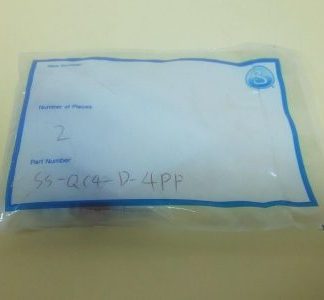 Number of Pieces
2
Part Number
SS-QC4-D-4PF